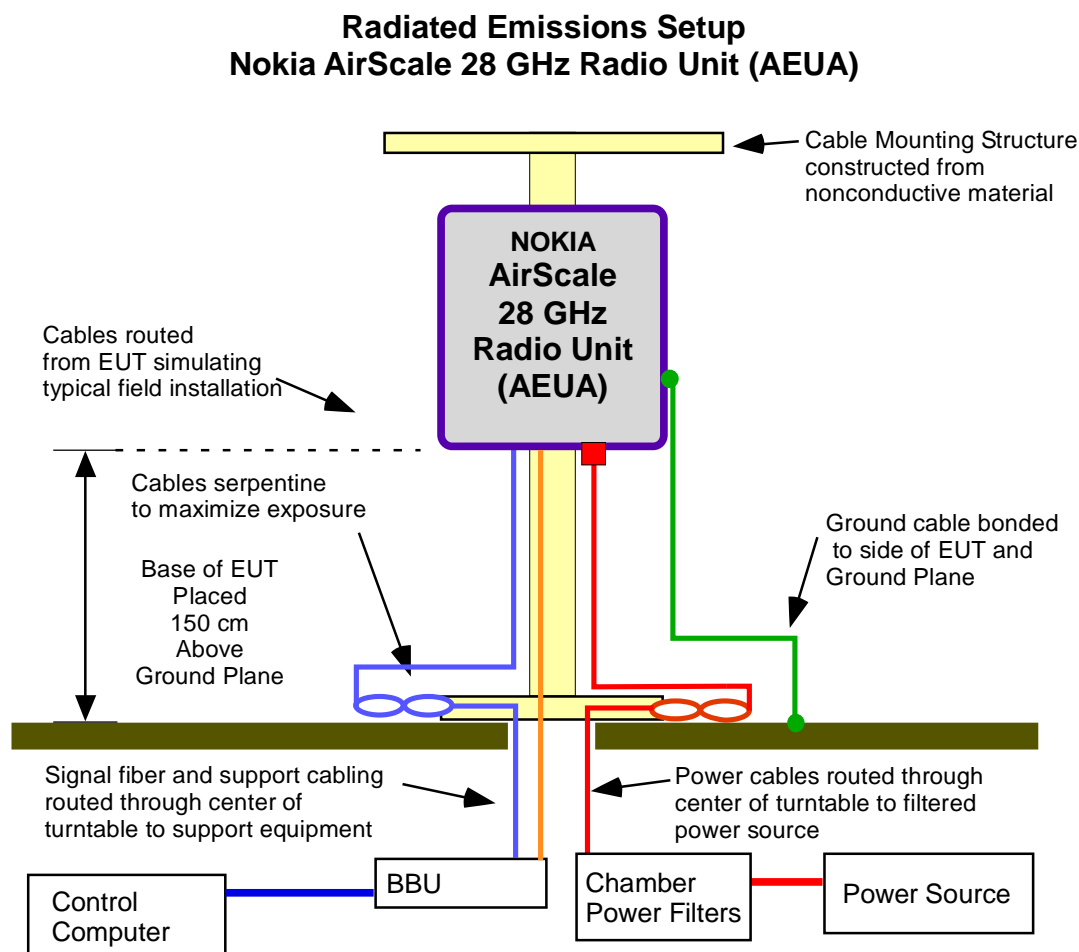 Radiated Emissions Setup
Nokia AirScale 28 GHz Radio Unit (AEUA)
Cable Mounting Structure
constructed from
nonconductive material
NOKIA
AirScale
28 GHz
Radio Unit
(AEUA)
Cables routed
from EUT simulating
typical field installation
Cables serpentine
to maximize exposure
Base of EUT
Placed
150 cm
Above
Ground Plane
Ground cable bonded
to side of EUT and
Ground Plane
Signal fiber and support cabling
routed through center of
turntable to support equipment
Power cables routed through
center of turntable to filtered
power source
Control
Computer
BBU
Chamber
Power Filters
Power Source